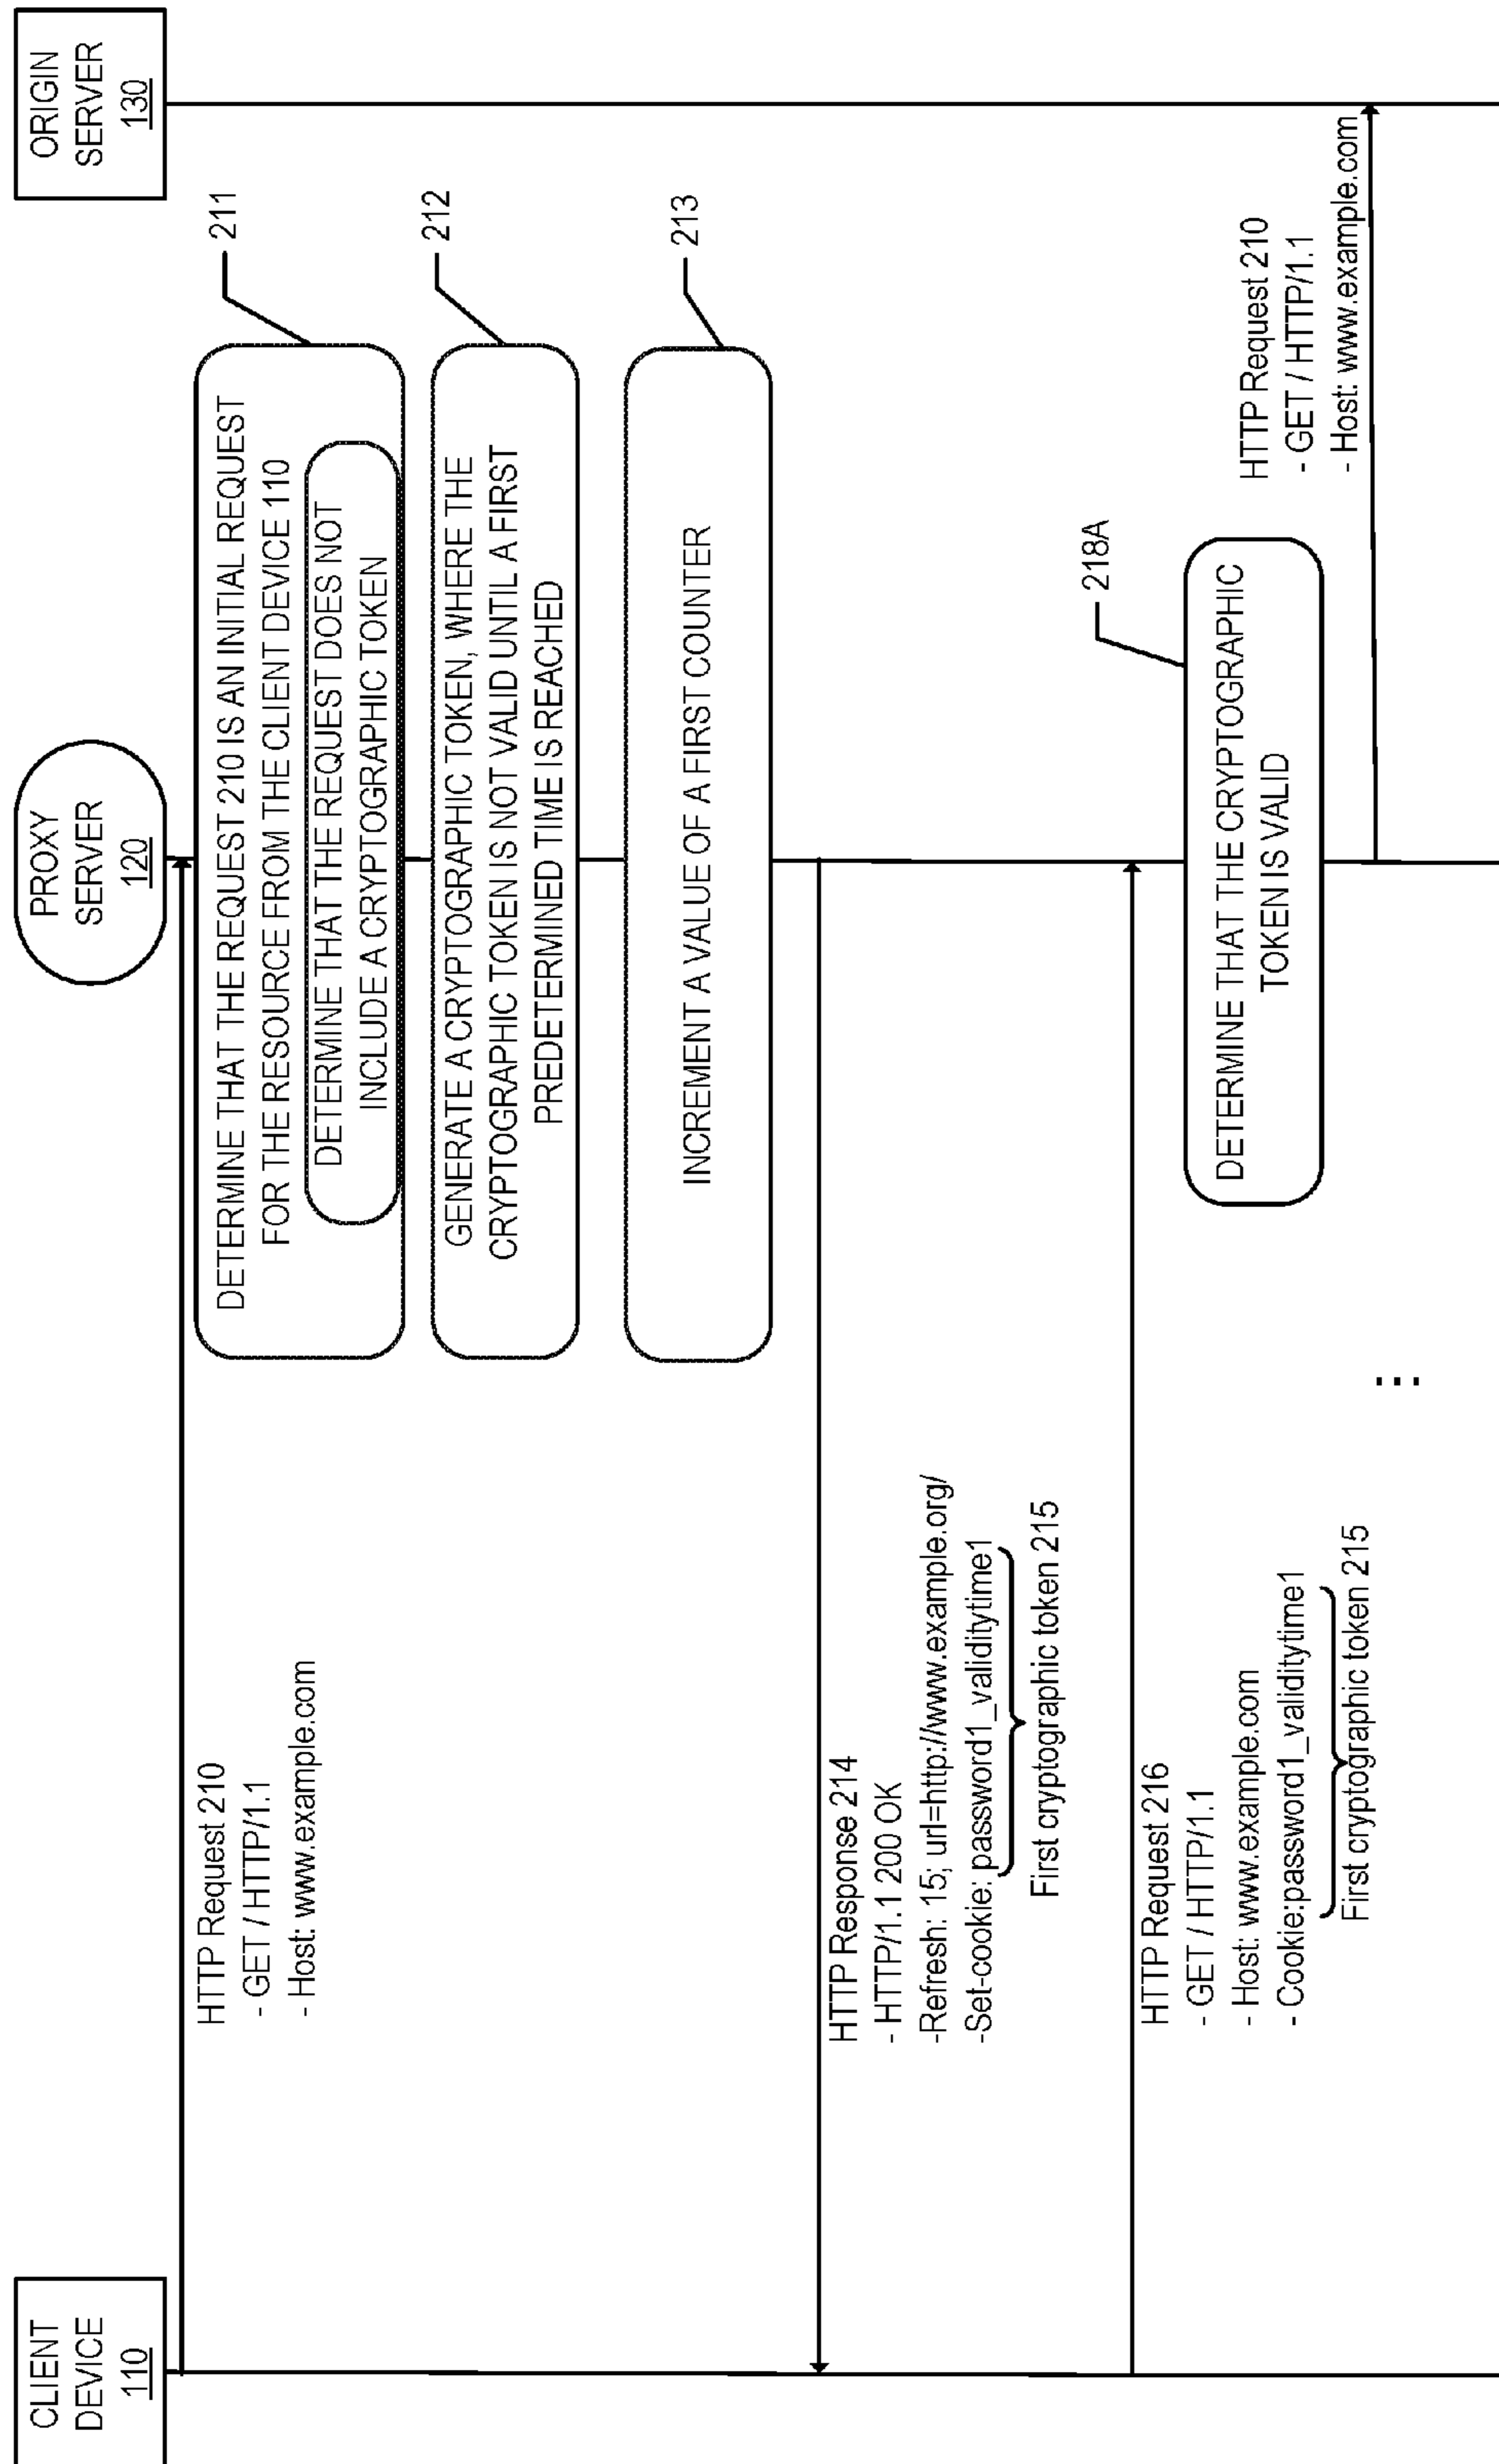 CLIENT
DEVICE
110
PROXY
SERVER
120
ORIGIN
SERVER
130
HTTP Request 210
- GET / HTTP/1.1
- Host: www.example.com
DETERMINE THAT THE REQUEST 210 IS AN INITIAL REQUEST
FOR THE RESOURCE FROM THE CLIENT DEVICE 110
DETERMINE THAT THE REQUEST DOES NOT
INCLUDE A CRYPTOGRAPHIC TOKEN
211
GENERATE A CRYPTOGRAPHIC TOKEN, WHERE THE
CRYPTOGRAPHIC TOKEN IS NOT VALID UNTIL A FIRST
PREDETERMINED TIME IS REACHED
212
INCREMENT A VALUE OF A FIRST COUNTER
213
HTTP Response 214
- HTTP/1.1 200 OK
-Refresh: 15; url=http://www.example.org/
-Set-cookie: password1_validitytime1
First cryptographic token 215
HTTP Request 216
- GET / HTTP/1.1
- Host: www.example.com
- Cookie:password1_validitytime1
First cryptographic token 215
218A
DETERMINE THAT THE CRYPTOGRAPHIC
TOKEN IS VALID
HTTP Request 210
- GET / HTTP/1.1
- Host: www.example.com
...